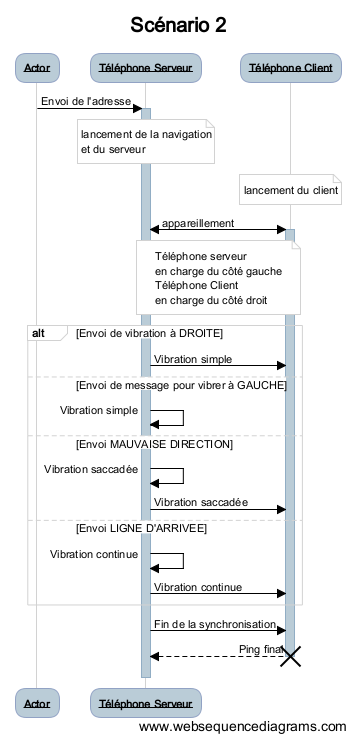 Scénario 2
Actor
Téléphone Serveur
Téléphone Client
Envoi de l'adresse
lancement de la navigation
et du serveur
lancement du client
appareillement
Téléphone serveur
en charge du côté gauche
Téléphone Client
en charge du côté droit
alt
[Envoi de vibration à DROITE]
Vibration simple
[Envoi de message pour vibrer à GAUCHE]
Vibration simple
[Envoi MAUVAISE DIRECTION]
Vibration saccadée
Vibration saccadée
[Envoi LIGNE D'ARRIVEE]
Vibration continue
Vibration continue
Fin de la synchronisation
Ping final
Actor
Téléphone Serveur
Téléphone Client
www.websequencediagrams.com